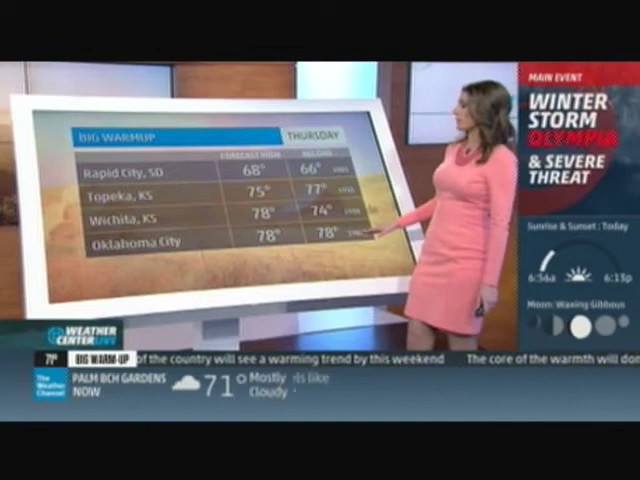 BIG WARMUP THURSDAY
FORECAST HIGH RECORD
Rapid City, SD 68° 66°
Topeka, KS 75° 77°
Wichita, KS 78° 74°
Oklahoma City 78° 78°
MAIN EVENT
WINTER
STORM
OLYMPIA
& SEVERE
THREAT
Sunrise & Sunset : Today
6:56a 6:13p
Moon: Waxing Gibbous
WEATHER
CENTER LIVE
71° BIG WARM-UP of the country will see a warming trend by this weekend The core of the warmth will don
The
Weather
Channel
PALM BCH GARDENS
NOW
71°
Mostly
Cloudy